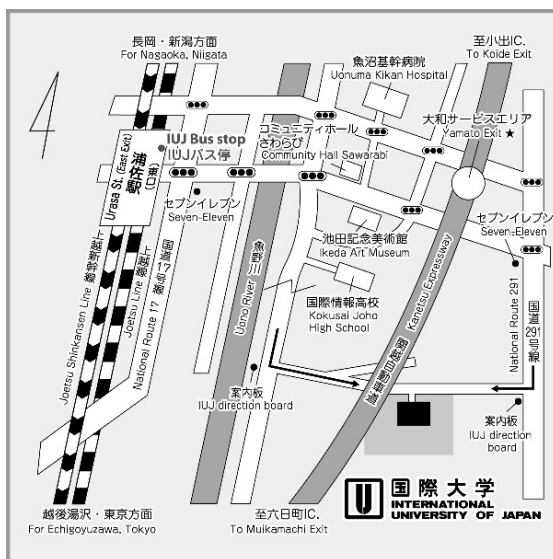 長岡・新潟方面
For Nagaoka, Niigata
至小出IC.
To Koide Exit
魚沼基幹病院
Uonuma Kikan Hospital
大和サービスエリア
Yamato Exit ★
IUJ Bus stop
IUJバス停
コミュニティホール
さわらび
Community Hall Sawarabi
Urasa St. (East Exit)
浦佐駅
(東口)
セブンイレブン
Seven-Eleven
池田記念美術館
Ikeda Art Museum
セブンイレブン
Seven-Eleven
上越新幹線
Joetsu Shinkansen Line
上越線
Joetsu Line
国道17号線
National Route 17
魚野川
Uono River
国際情報高校
Kokusai Joho
High School
Kanetsu Expressway
関越自動車道
National Route 291
国道291号線
案内板
IUJ direction board
案内板
IUJ direction
board
国際大学
INTERNATIONAL
UNIVERSITY OF JAPAN
越後湯沢・東京方面
For Echigoyuzawa, Tokyo
至六日町IC.
To Muikamachi Exit